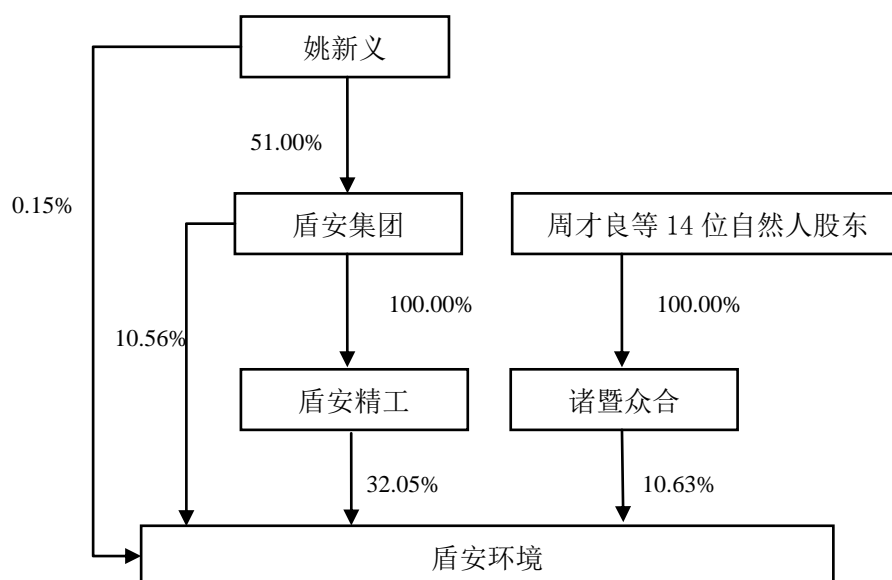 姚新义
51.00%
0.15%
盾安集团
周才良等 14 位自然人股东
100.00%
100.00%
10.56%
盾安精工
诸暨众合
32.05%
10.63%
盾安环境